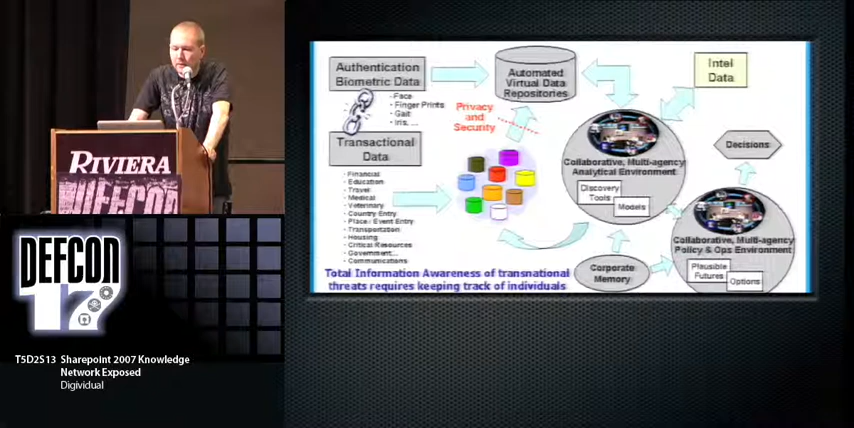 RIVIERA
DEFCON
DEFCON
17
T5D2S13 Sharepoint 2007 Knowledge
Network Exposed
Digividual
Authentication
Biometric Data
- Face
- Finger Prints
- Gait
- Iris, ...
Transactional
Data
- Financial
- Education
- Travel
- Medical
- Veterinary
- Country Entry
- Place / Event Entry
- Transportation
- Housing
- Critical Resources
- Government...
- Communications
Automated
Virtual Data
Repositories
Privacy
and
Security
Intel
Data
Collaborative, Multi-agency
Analytical Environment
Discovery
Tools
Models
Decisions
Collaborative, Multi-agency
Policy & Ops Environment
Plausible
Futures
Options
Corporate
Memory
Total Information Awareness of transnational
threats requires keeping track of individuals